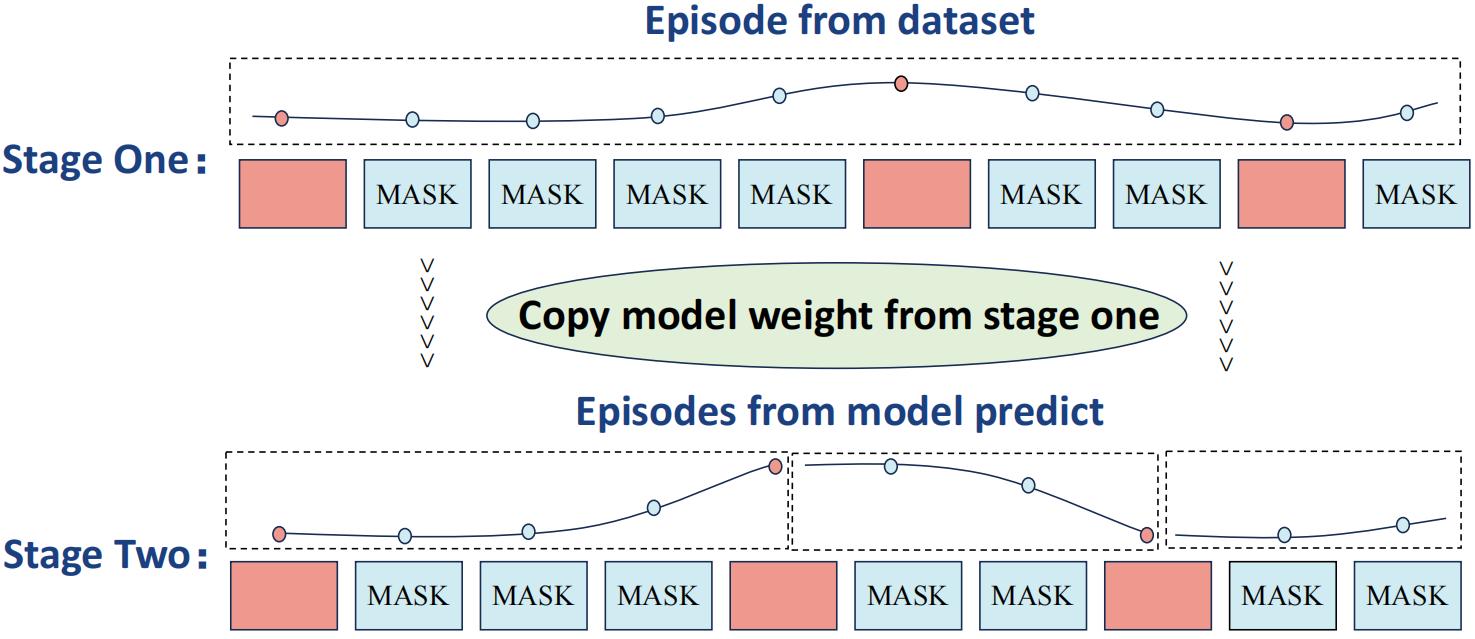 Episode from dataset
Stage One:
MASK MASK MASK MASK MASK MASK MASK
Copy model weight from stage one
Episodes from model predict
Stage Two:
MASK MASK MASK MASK MASK MASK MASK